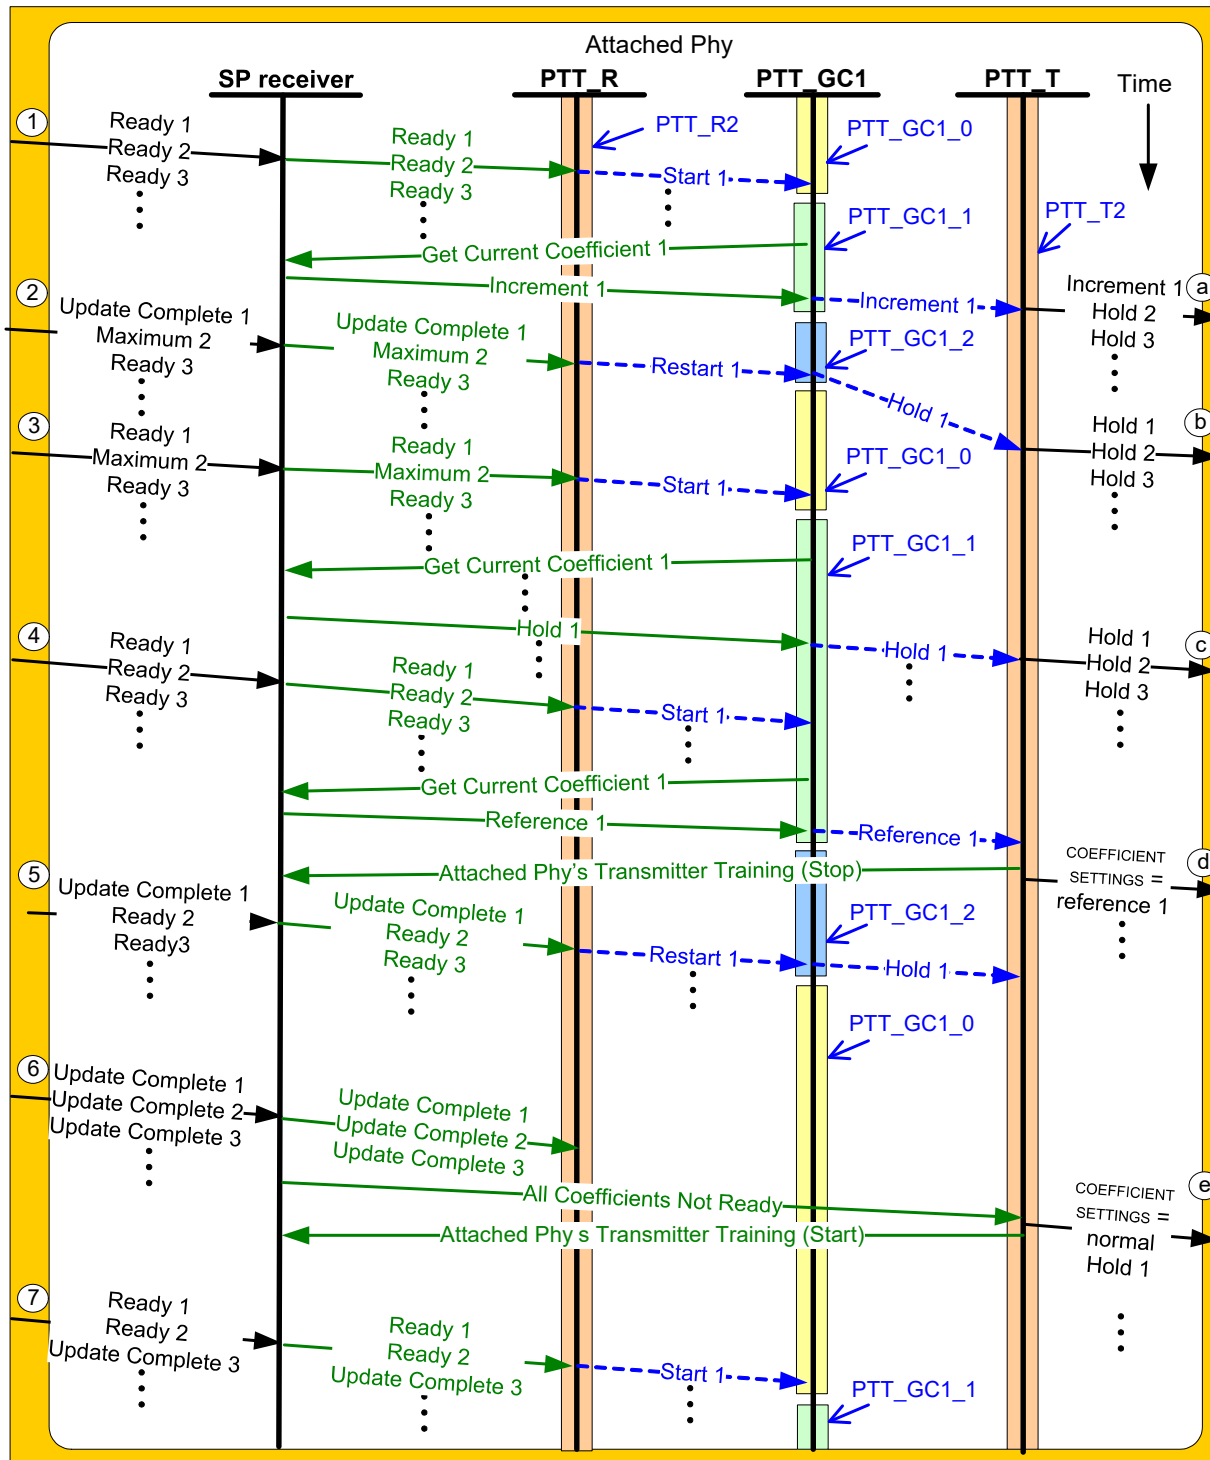 Attached Phy
SP receiver
PTT_R
PTT_GC1
PTT_T
Time
1
Ready 1
Ready 2
Ready 3
Ready 1
Ready 2
Ready 3
PTT_R2
Start 1
PTT_GC1_0
PTT_GC1_1
PTT_T2
Get Current Coefficient 1
Increment 1
Increment 1
Increment 1
Hold 2
Hold 3
a
2
Update Complete 1
Maximum 2
Ready 3
Update Complete 1
Maximum 2
Ready 3
Restart 1
PTT_GC1_2
Hold 1
Hold 1
Hold 2
Hold 3
b
3
Ready 1
Maximum 2
Ready 3
Ready 1
Maximum 2
Ready 3
Start 1
PTT_GC1_0
PTT_GC1_1
Get Current Coefficient 1
Hold 1
Hold 1
Hold 1
Hold 2
Hold 3
c
4
Ready 1
Ready 2
Ready 3
Ready 1
Ready 2
Ready 3
Start 1
Get Current Coefficient 1
Reference 1
Reference 1
Attached Phy's Transmitter Training (Stop)
COEFFICIENT
SETTINGS =
reference 1
d
5
Update Complete 1
Ready 2
Ready3
Update Complete 1
Ready 2
Ready 3
Restart 1
PTT_GC1_2
Hold 1
PTT_GC1_0
6
Update Complete 1
Update Complete 2
Update Complete 3
Update Complete 1
Update Complete 2
Update Complete 3
All Coefficients Not Ready
Attached Phy s Transmitter Training (Start)
COEFFICIENT
SETTINGS =
normal
Hold 1
e
7
Ready 1
Ready 2
Update Complete 3
Ready 1
Ready 2
Update Complete 3
Start 1
PTT_GC1_1